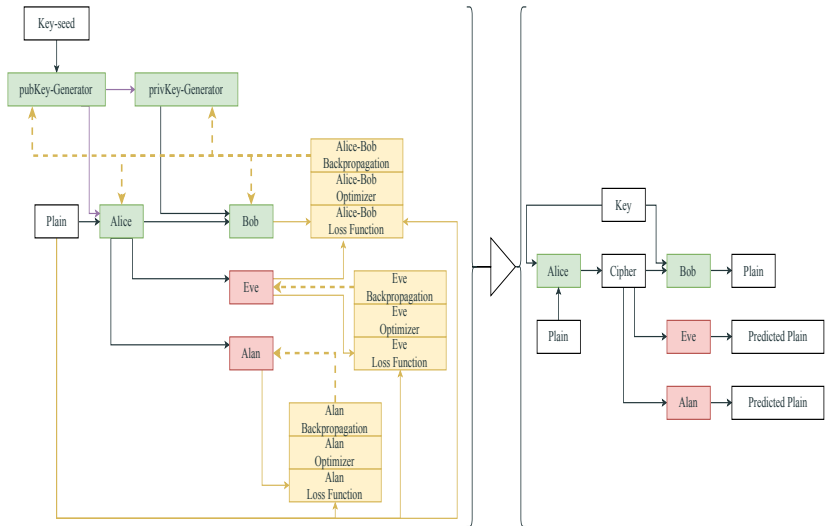 Key-seed
pubKey-Generator
privKey-Generator
Alice-Bob
Backpropagation
Alice-Bob
Optimizer
Alice-Bob
Loss Function
Plain
Alice
Bob
Eve
Eve
Backpropagation
Eve
Optimizer
Eve
Loss Function
Alan
Alan
Backpropagation
Alan
Optimizer
Alan
Loss Function
Key
Alice
Cipher
Bob
Plain
Plain
Eve
Predicted Plain
Alan
Predicted Plain